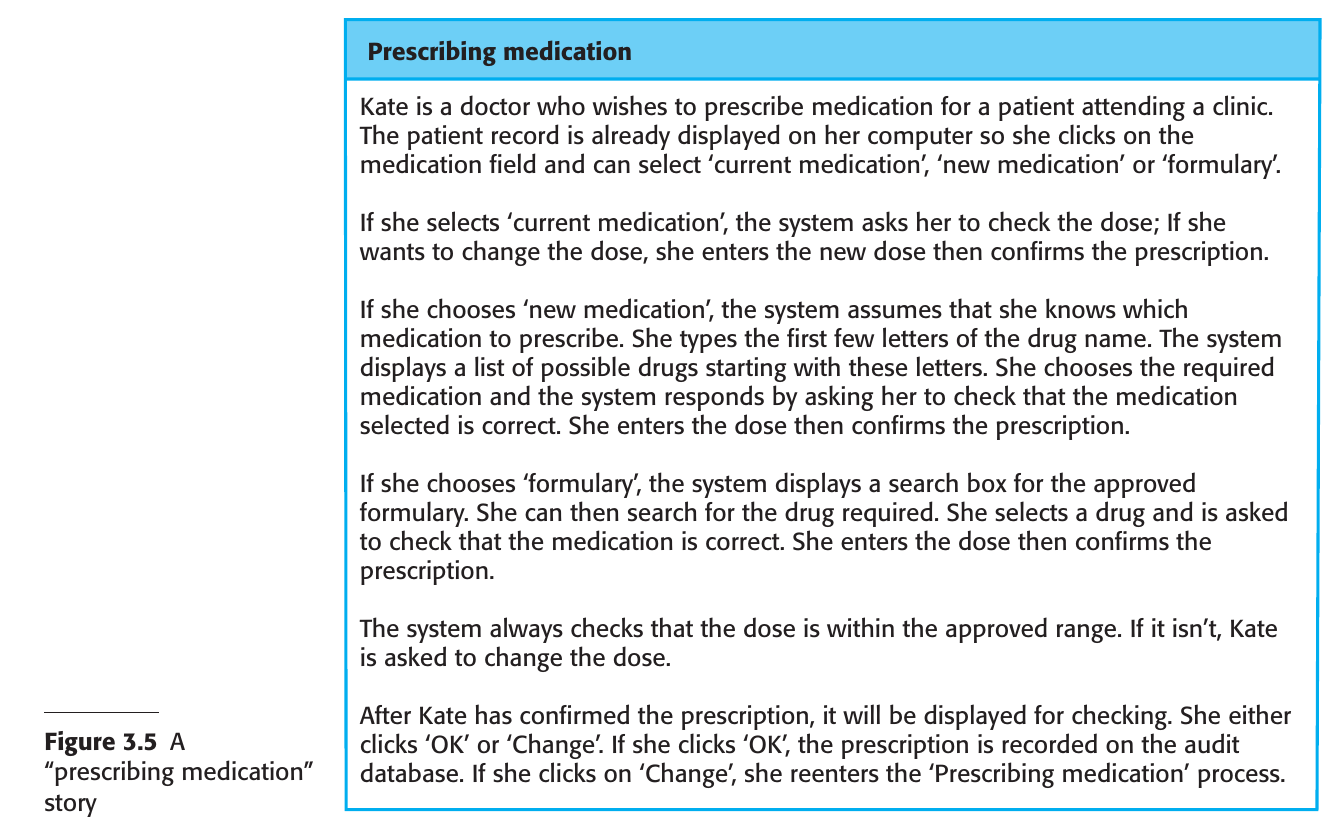 Prescribing medication
Kate is a doctor who wishes to prescribe medication for a patient attending a clinic.
The patient record is already displayed on her computer so she clicks on the
medication field and can select ‘current medication’, ‘new medication’ or ‘formulary’.
If she selects ‘current medication’, the system asks her to check the dose; If she
wants to change the dose, she enters the new dose then confirms the prescription.
If she chooses ‘new medication’, the system assumes that she knows which
medication to prescribe. She types the first few letters of the drug name. The system
displays a list of possible drugs starting with these letters. She chooses the required
medication and the system responds by asking her to check that the medication
selected is correct. She enters the dose then confirms the prescription.
If she chooses ‘formulary’, the system displays a search box for the approved
formulary. She can then search for the drug required. She selects a drug and is asked
to check that the medication is correct. She enters the dose then confirms the
prescription.
The system always checks that the dose is within the approved range. If it isn’t, Kate
is asked to change the dose.
After Kate has confirmed the prescription, it will be displayed for checking. She either
clicks ‘OK’ or ‘Change’. If she clicks ‘OK’, the prescription is recorded on the audit
database. If she clicks on ‘Change’, she reenters the ‘Prescribing medication’ process.
Figure 3.5 A
“prescribing medication”
story